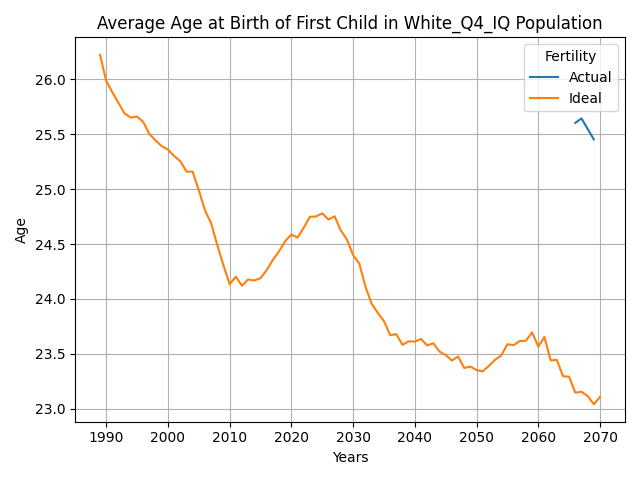 Average Age at Birth of First Child in White_Q4_IQ Population
Fertility
Actual
Ideal
26.0
25.5
25.0
24.5
24.0
23.5
23.0
Age
1990 2000 2010 2020 2030 2040 2050 2060 2070
Years